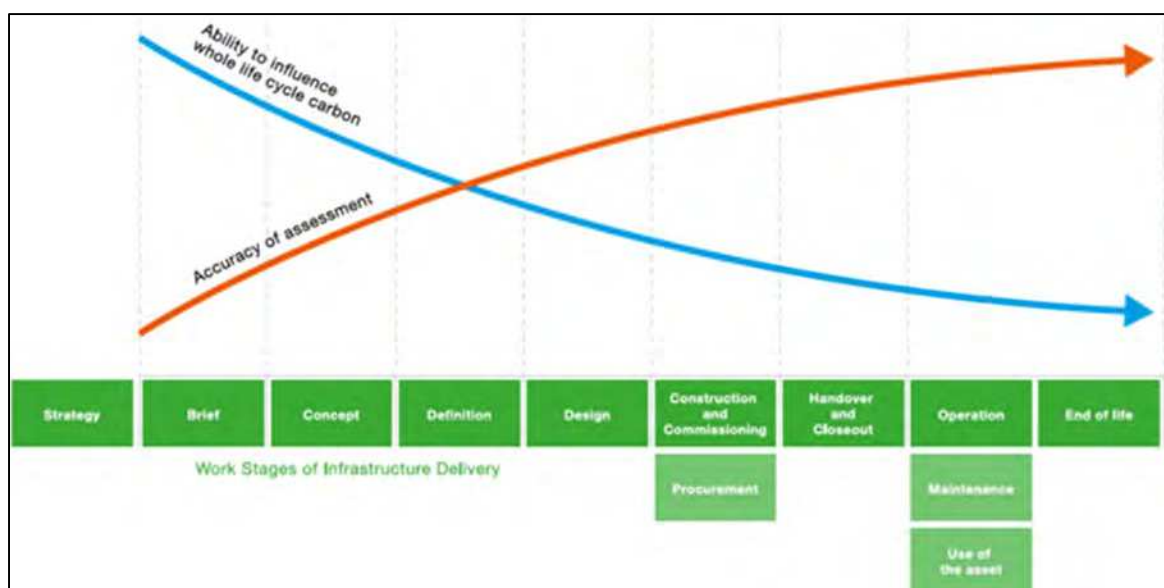 Ability to influence
whole life cycle carbon
Accuracy of assessment
Strategy
Brief
Concept
Definition
Design
Construction
and
Commissioning
Handover
and
Closeout
Operation
End of life
Work Stages of Infrastructure Delivery
Procurement
Maintenance
Use of
the asset